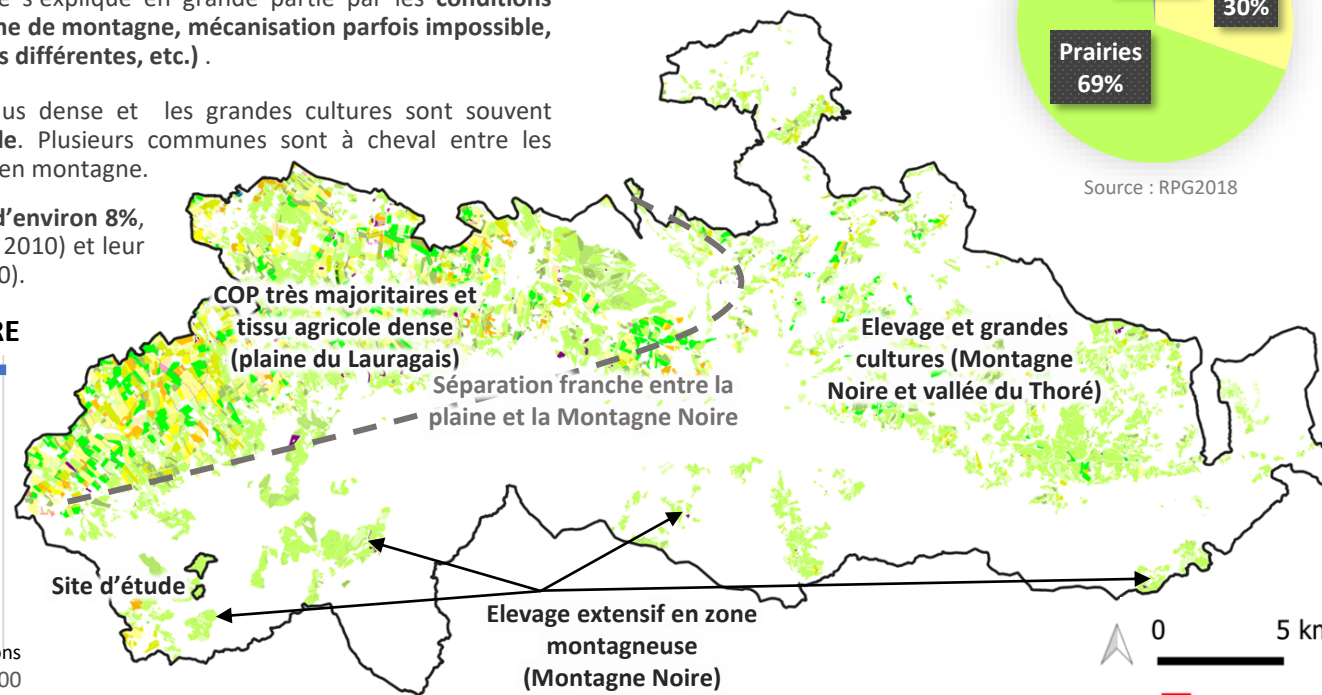 e s'explique en grande partie par les conditions
ne de montagne, mécanisation parfois impossible,
s différentes, etc.) .
us dense et les grandes cultures sont souvent
le. Plusieurs communes sont à cheval entre les
en montagne.
d'environ 8%,
2010) et leur
0).
RE
30%
Prairies
69%
Source : RPG2018
COP très majoritaires et
tissu agricole dense
(plaine du Lauragais)
Séparation franche entre la
plaine et la Montagne Noire
Elevage et grandes
cultures (Montagne
Noire et vallée du Thoré)
Site d'étude
Elevage extensif en zone
montagneuse
(Montagne Noire)
ons
00
0 5 km